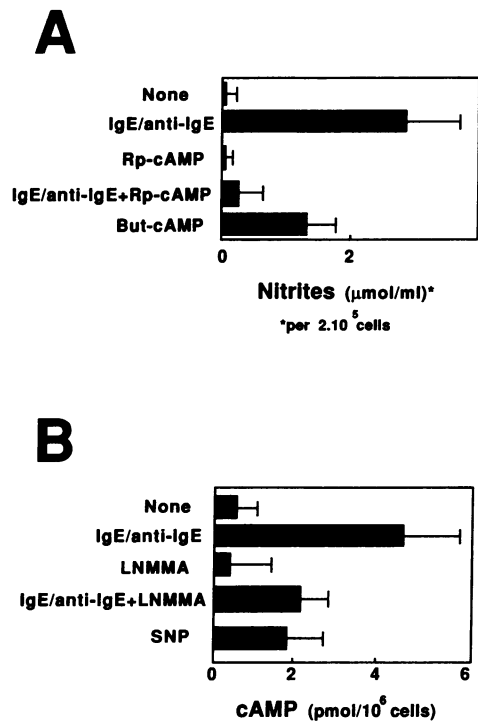 A
None
IgE/anti-IgE
Rp-cAMP
IgE/anti-IgE+Rp-cAMP
But-cAMP
0 2
Nitrites (μmol/ml)*
*per 2.10⁵cells
B
None
IgE/anti-IgE
LNMMA
IgE/anti-IgE+LNMMA
SNP
0 2 4 6
cAMP (pmol/10⁶ cells)